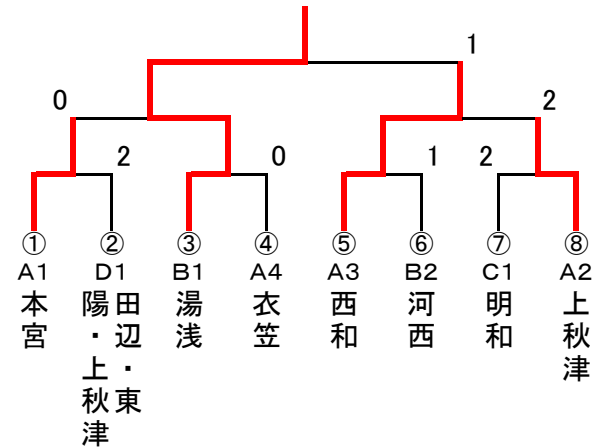 1
0
2
2
0
1
2
①
②
③
④
⑤
⑥
⑦
⑧
A1
D1
B1
A4
A3
B2
C1
A2
本宮
田辺・東
陽・上秋津
湯浅
衣笠
西和
河西
明和
上秋津